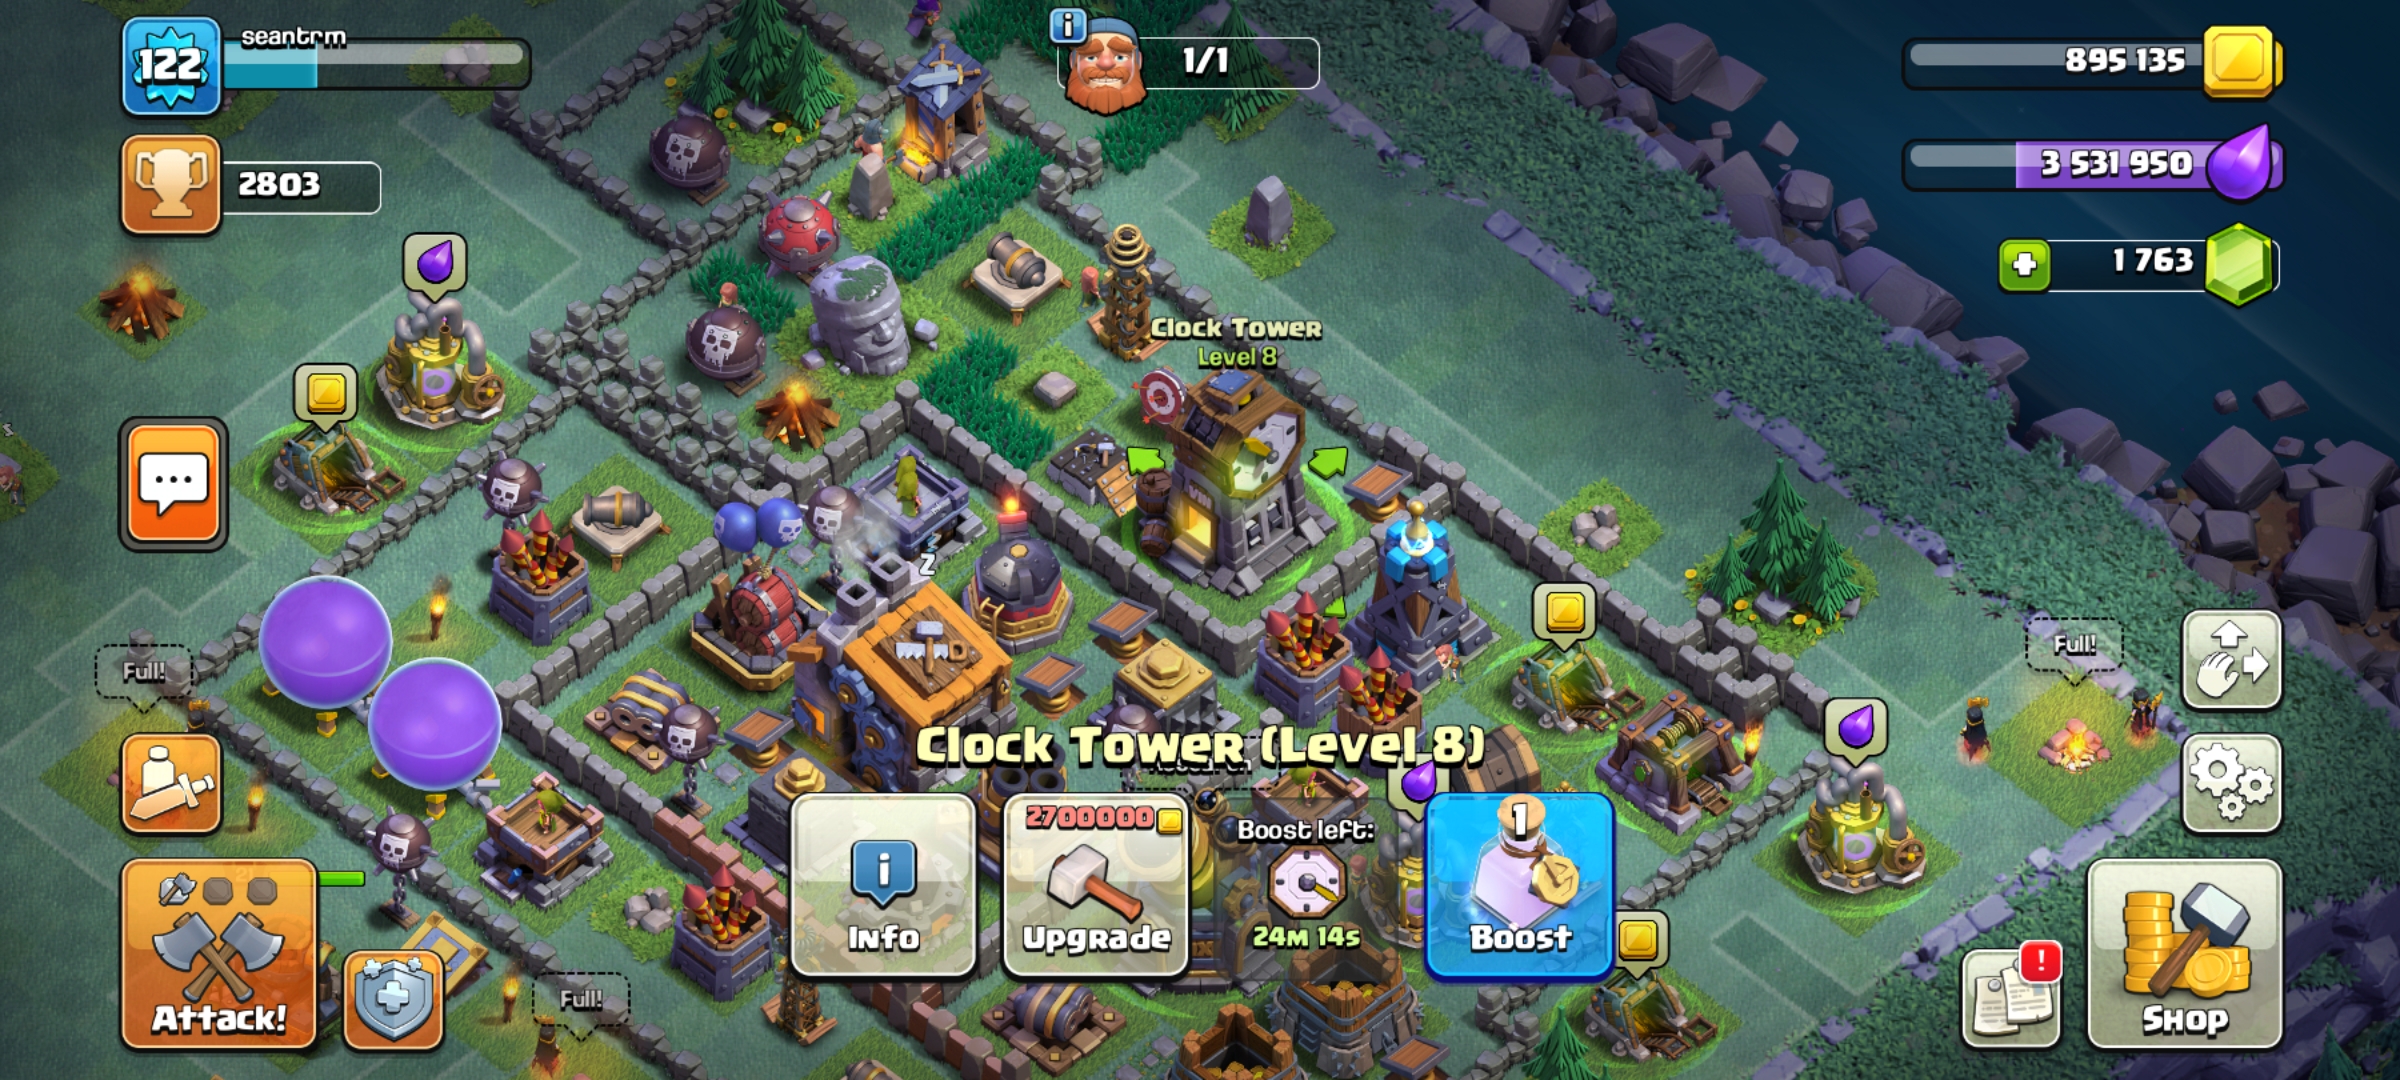 122
seantrm
1/1
895 135
2803
3 531 950
1 763
Clock Tower
Level 8
Full!
Full!
Clock Tower (Level 8)
2700000
Boost left:
1
Info
Upgrade
24m 14s
Boost
Full!
Attack!
Shop